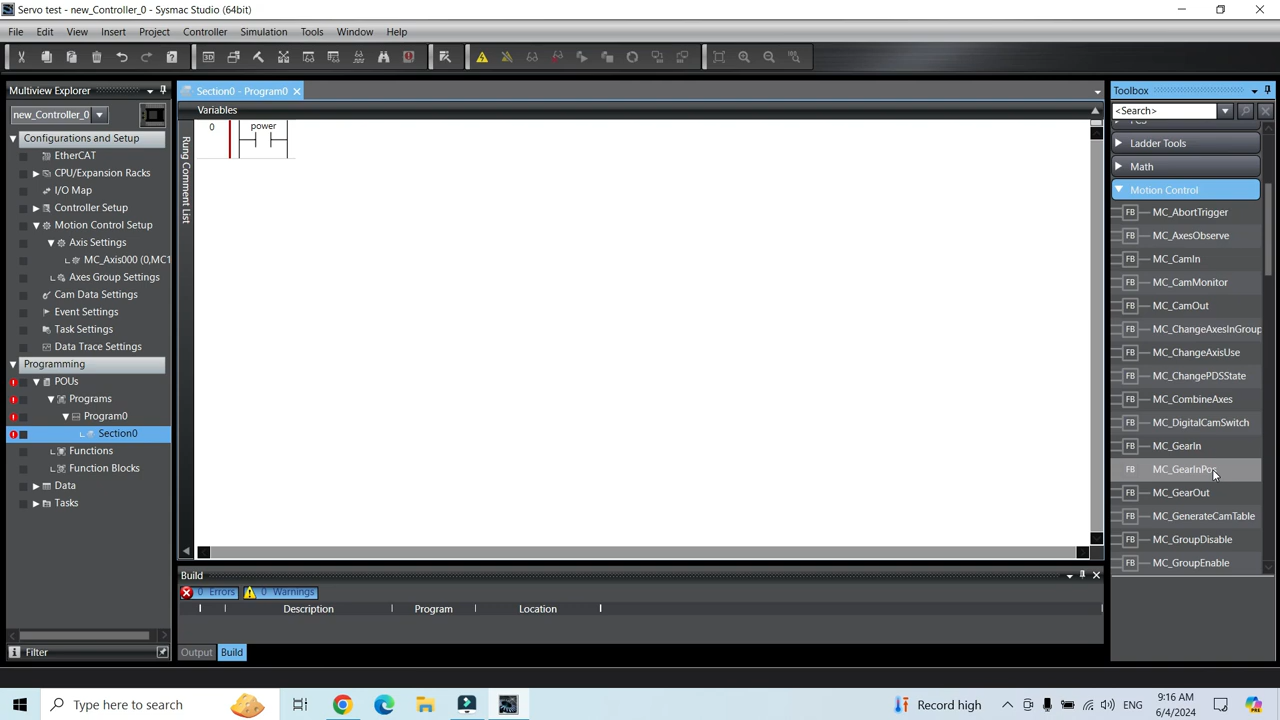 Servo test - new_Controller_0 - Sysmac Studio (64bit)
File Edit View Insert Project Controller Simulation Tools Window Help
Multiview Explorer
new_Controller_0
Configurations and Setup
EtherCAT
CPU/Expansion Racks
I/O Map
Controller Setup
Motion Control Setup
Axis Settings
MC_Axis000 (0,MC1
Axes Group Settings
Cam Data Settings
Event Settings
Task Settings
Data Trace Settings
Programming
POUs
Programs
Program0
Section0
Functions
Function Blocks
Data
Tasks
Filter
Section0 - Program0
Variables
Rung Comment List
0
power
Build
0 Errors
0 Warnings
Description Program Location
Output Build
Toolbox
<Search>
Ladder Tools
Math
Motion Control
FB MC_AbortTrigger
FB MC_AxesObserve
FB MC_CamIn
FB MC_CamMonitor
FB MC_CamOut
FB MC_ChangeAxesInGroup
FB MC_ChangeAxisUse
FB MC_ChangePDSState
FB MC_CombineAxes
FB MC_DigitalCamSwitch
FB MC_GearIn
FB MC_GearInPos
FB MC_GearOut
FB MC_GenerateCamTable
FB MC_GroupDisable
FB MC_GroupEnable
Type here to search
Record high
ENG
9:16 AM
6/4/2024